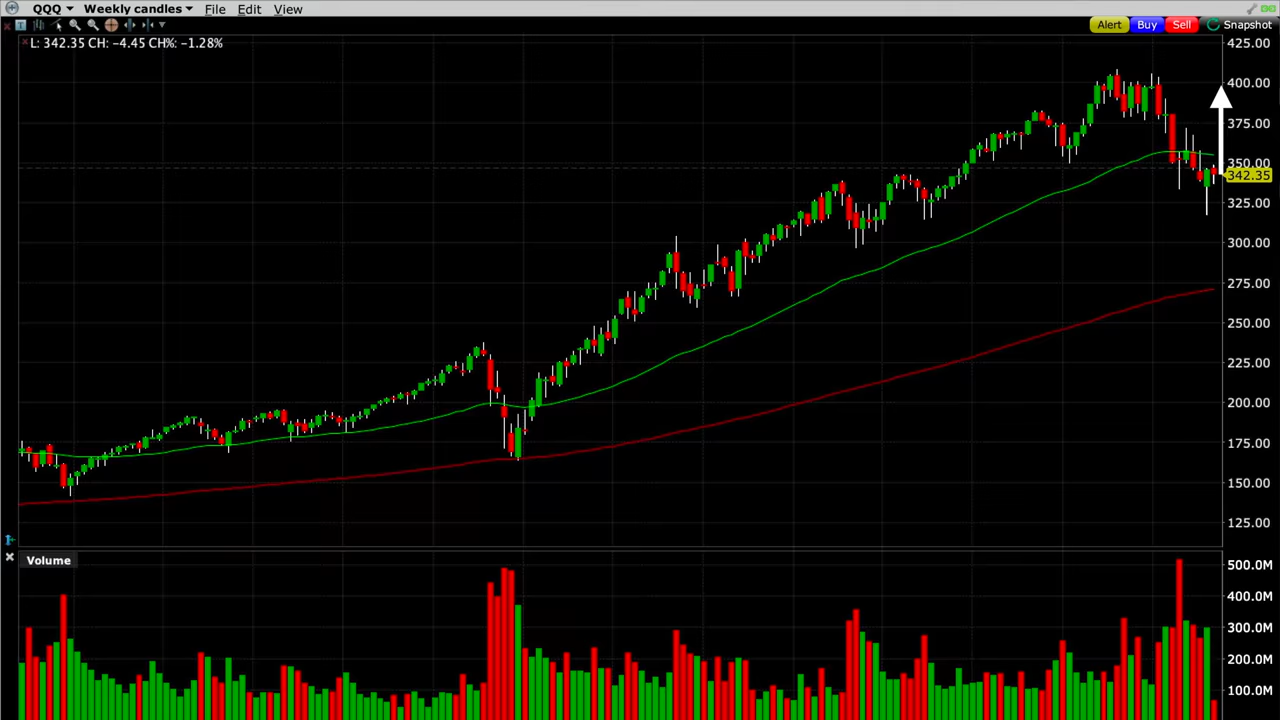 QQQ Weekly candles File Edit View
Alert Buy Sell Snapshot
L: 342.35 CH: −4.45 CH%: −1.28%
425.00
400.00
375.00
350.00
342.35
325.00
300.00
275.00
250.00
225.00
200.00
175.00
150.00
125.00
Volume
500.0M
400.0M
300.0M
200.0M
100.0M